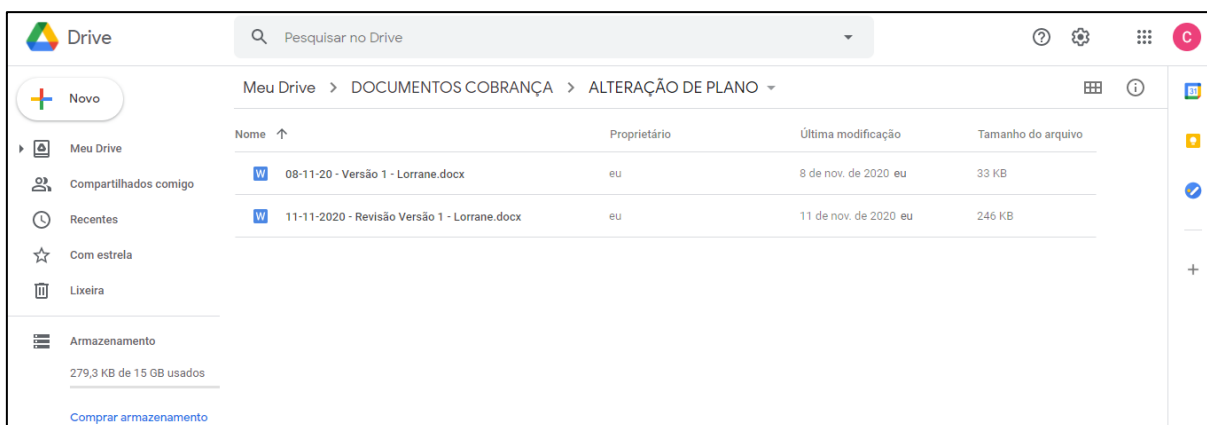 Drive
Pesquisar no Drive
C
Novo
Meu Drive > DOCUMENTOS COBRANÇA > ALTERAÇÃO DE PLANO
31
Nome Proprietário Última modificação Tamanho do arquivo
Meu Drive
W 08-11-20 - Versão 1 - Lorrane.docx eu 8 de nov. de 2020 eu 33 KB
Compartilhados comigo
W 11-11-2020 - Revisão Versão 1 - Lorrane.docx eu 11 de nov. de 2020 eu 246 KB
Recentes
Com estrela
Lixeira
Armazenamento
279,3 KB de 15 GB usados
Comprar armazenamento